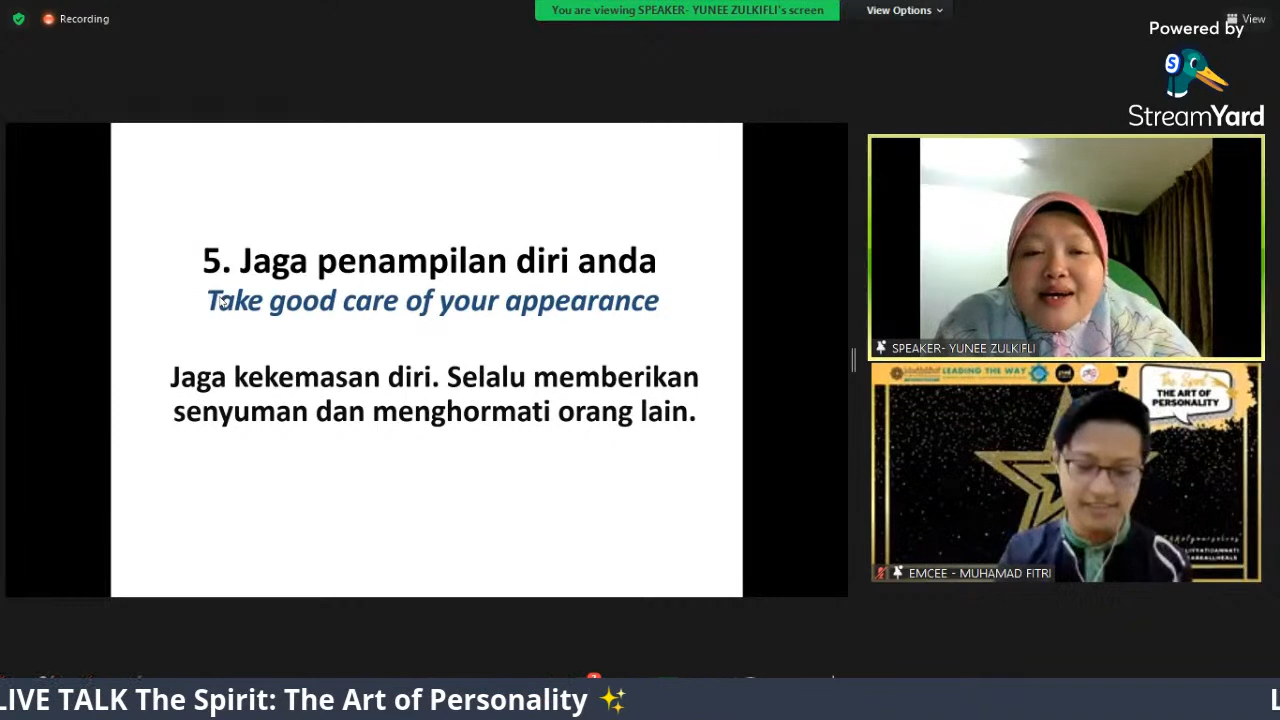 Recording
You are viewing SPEAKER- YUNEE ZULKIFLI's screen
View Options
View
Powered by
StreamYard
5. Jaga penampilan diri anda
Take good care of your appearance
Jaga kekemasan diri. Selalu memberikan
senyuman dan menghormati orang lain.
SPEAKER- YUNEE ZULKIFLI
LEADING THE WAY
The Spirit
THE ART OF
PERSONALITY
EMCEE - MUHAMAD FITRI
LIVE TALK The Spirit: The Art of Personality ✨
L